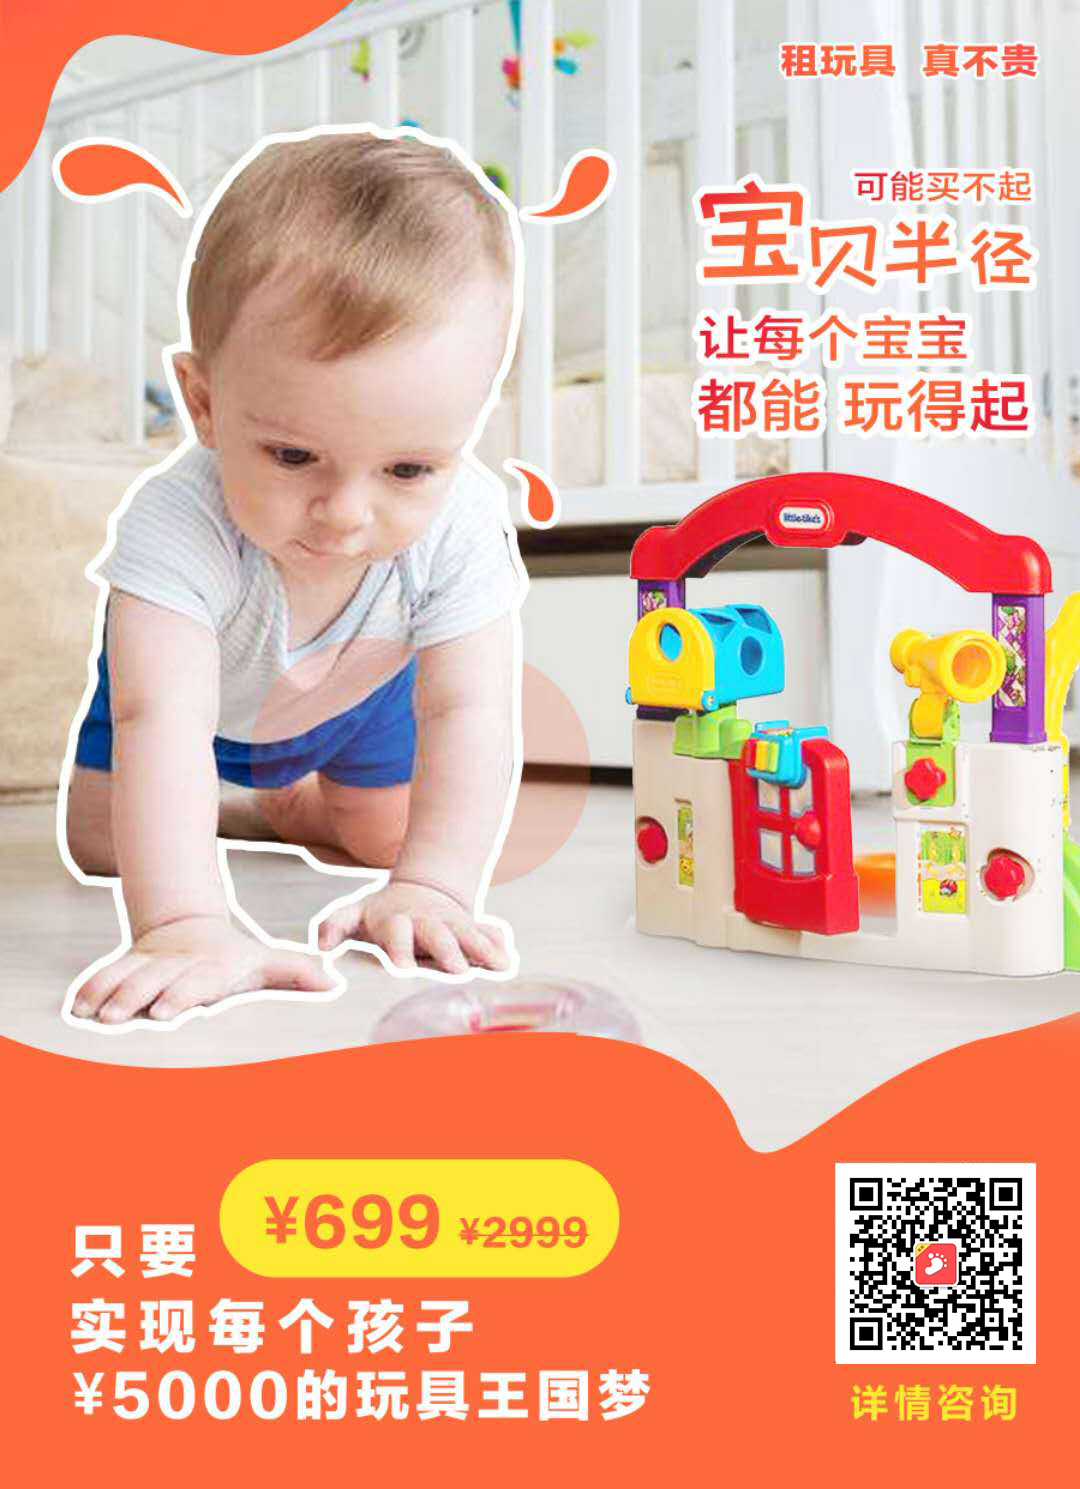 租玩具 真不贵
可能买不起
宝贝半径
让每个宝宝
都能 玩得起
little tikes
只要 ¥699 ¥2999
实现每个孩子
¥5000的玩具王国梦
详情咨询